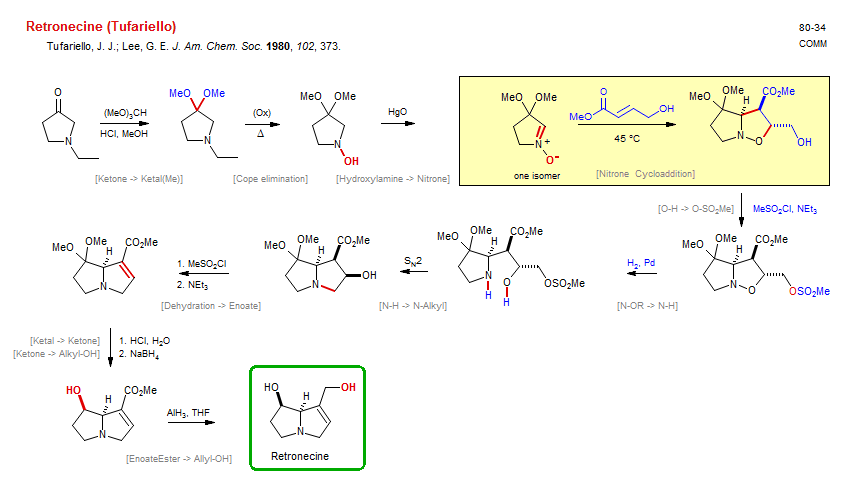 Retronecine (Tufariello)
80-34
Tufariello, J. J.; Lee, G. E. J. Am. Chem. Soc. 1980, 102, 373.
COMM
O
N
(MeO)3CH
HCl, MeOH
[Ketone -> Ketal(Me)]
MeO OMe
N
(Ox)
Δ
[Cope elimination]
MeO OMe
N
OH
HgO
[Hydroxylamine -> Nitrone]
MeO OMe
N+
O-
one isomer
O
MeO
OH
45 °C
[Nitrone Cycloaddition]
MeO OMe
H
CO2Me
N
O
OH
[O-H -> O-SO2Me]
MeSO2Cl, NEt3
MeO OMe
H
CO2Me
N
O
OSO2Me
H2, Pd
[N-OR -> N-H]
MeO OMe
H
CO2Me
N
H
O
H
OSO2Me
SN2
[N-H -> N-Alkyl]
MeO OMe
H
CO2Me
OH
N
1. MeSO2Cl
2. NEt3
[Dehydration -> Enoate]
MeO OMe
H
CO2Me
N
[Ketal -> Ketone]
[Ketone -> Alkyl-OH]
1. HCl, H2O
2. NaBH4
HO
H
CO2Me
N
AlH3, THF
[EnoateEster -> Allyl-OH]
HO
H
OH
N
Retronecine